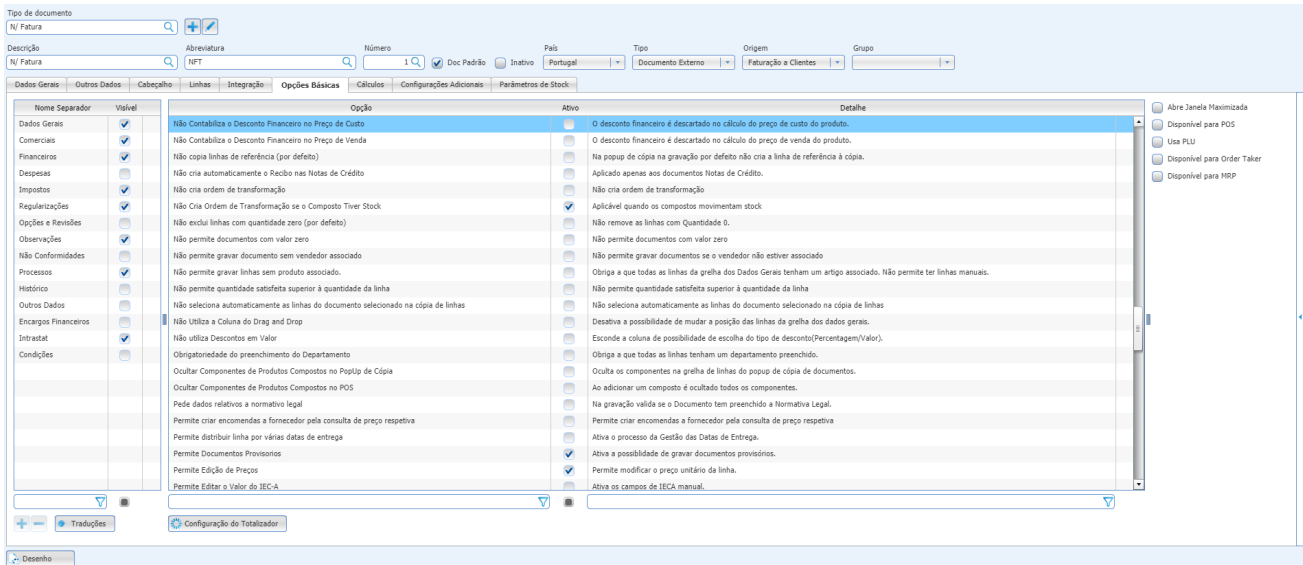 Tipo de documento
N/ Fatura
Descrição Abreviatura Número País Tipo Origem Grupo
N/ Fatura NFT 1 Doc Padrão Inativo Portugal Documento Externo Faturação a Clientes
Dados Gerais Outros Dados Cabeçalho Linhas Integração Opções Básicas Cálculos Configurações Adicionais Parâmetros de Stock
Nome Separador Visível Opção Ativo Detalhe Abre Janela Maximizada
Dados Gerais Não Contabiliza o Desconto Financeiro no Preço de Custo O desconto financeiro é descartado no cálculo do preço de custo do produto. Disponível para POS
Comerciais Não Contabiliza o Desconto Financeiro no Preço de Venda O desconto financeiro é descartado no cálculo do preço de venda do produto. Usa PLU
Financeiros Não copia linhas de referência (por defeito) Na popup de cópia na gravação por defeito não cria a linha de referência à cópia. Disponível para Order Taker
Despesas Não cria automaticamente o Recibo nas Notas de Crédito Aplicado apenas aos documentos Notas de Crédito. Disponível para MRP
Impostos Não cria ordem de transformação Não cria ordem de transformação
Regularizações Não Cria Ordem de Transformação se o Composto Tiver Stock Aplicável quando os compostos movimentam stock
Opções e Revisões Não exclui linhas com quantidade zero (por defeito) Não remove as linhas com Quantidade 0.
Observações Não permite documentos com valor zero Não permite documentos com valor zero
Não Conformidades Não permite gravar documento sem vendedor associado Não permite gravar documentos se o vendedor não estiver associado
Processos Não permite gravar linhas sem produto associado. Obriga a que todas as linhas da grelha dos Dados Gerais tenham um artigo associado. Não permite ter linhas manuais.
Histórico Não permite quantidade satisfeita superior à quantidade da linha Não permite quantidade satisfeita superior à quantidade da linha
Outros Dados Não seleciona automaticamente as linhas do documento selecionado na cópia de linhas Não seleciona automaticamente as linhas do documento selecionado na cópia de linhas
Encargos Financeiros Não Utiliza a Coluna do Drag and Drop Desativa a possibilidade de mudar a posição das linhas da grelha dos dados gerais.
Intrastat Não utiliza Descontos em Valor Esconde a coluna de possibilidade de escolha do tipo de desconto(Percentagem/Valor).
Condições Obrigatoriedade do preenchimento do Departamento Obriga a que todas as linhas tenham um departamento preenchido.
Ocultar Componentes de Produtos Compostos no PopUp de Cópia Oculta os componentes na grelha de linhas do popup de cópia de documentos.
Ocultar Componentes de Produtos Compostos no POS Ao adicionar um composto é ocultado todos os componentes.
Pede dados relativos a normativo legal Na gravação valida se o Documento tem preenchido a Normativa Legal.
Permite criar encomendas a fornecedor pela consulta de preço respetiva Permite criar encomendas a fornecedor pela consulta de preço respetiva
Permite distribuir linha por várias datas de entrega Ativa o processo da Gestão das Datas de Entrega.
Permite Documentos Provisorios Ativa a possiblidade de gravar documentos provisórios.
Permite Edição de Preços Permite modificar o preço unitário da linha.
Permite Editar o Valor do IEC-A Ativa os campos de IECA manual.
Traduções Configuração do Totalizador
Desenho